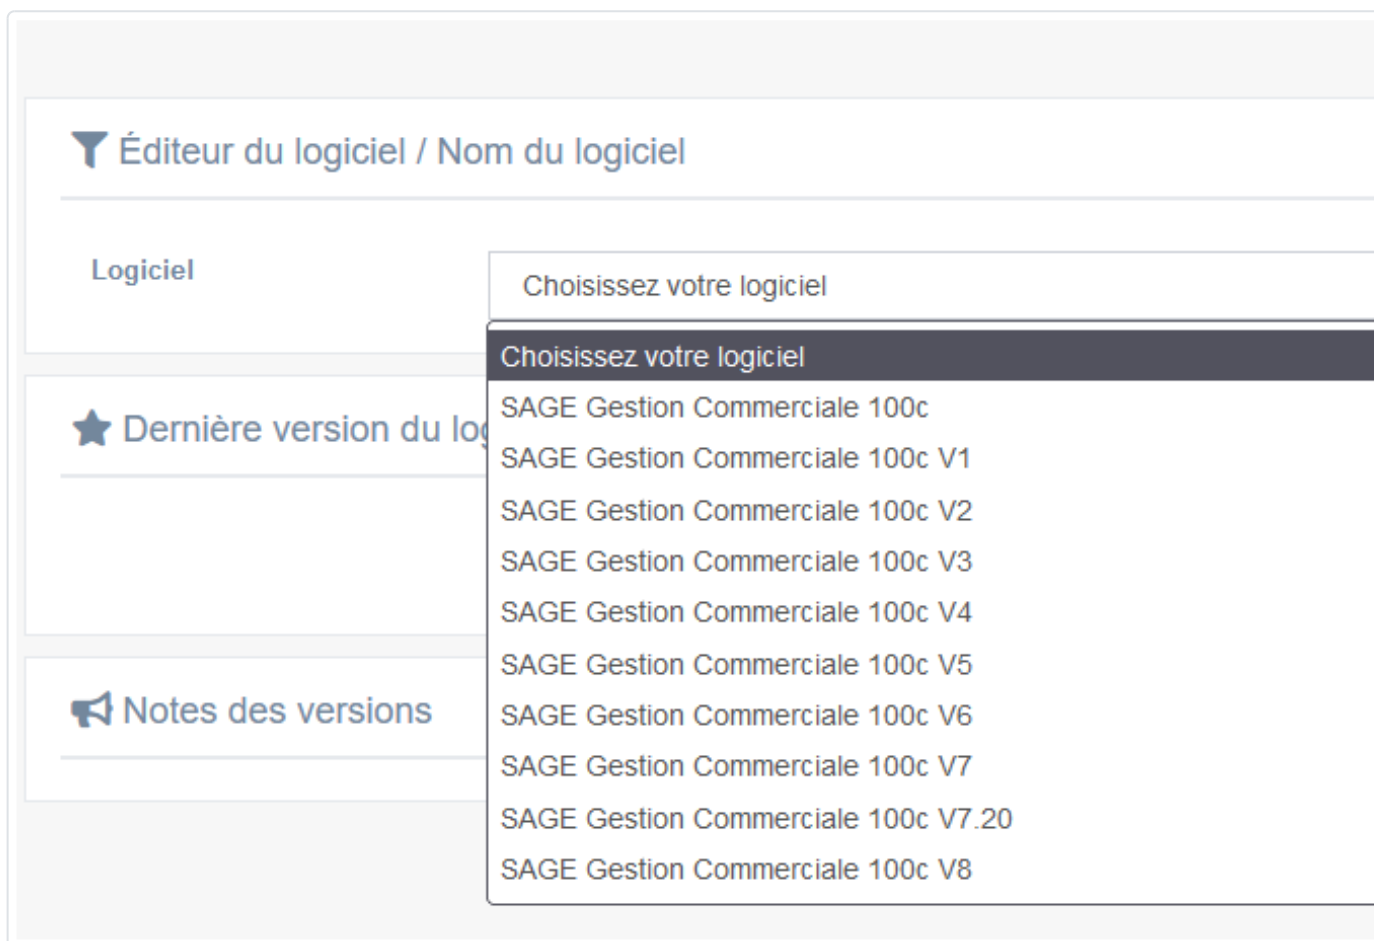 Éditeur du logiciel / Nom du logiciel
Logiciel
Choisissez votre logiciel
Choisissez votre logiciel
SAGE Gestion Commerciale 100c
SAGE Gestion Commerciale 100c V1
SAGE Gestion Commerciale 100c V2
SAGE Gestion Commerciale 100c V3
SAGE Gestion Commerciale 100c V4
SAGE Gestion Commerciale 100c V5
SAGE Gestion Commerciale 100c V6
SAGE Gestion Commerciale 100c V7
SAGE Gestion Commerciale 100c V7.20
SAGE Gestion Commerciale 100c V8
Dernière version du
Notes des versions